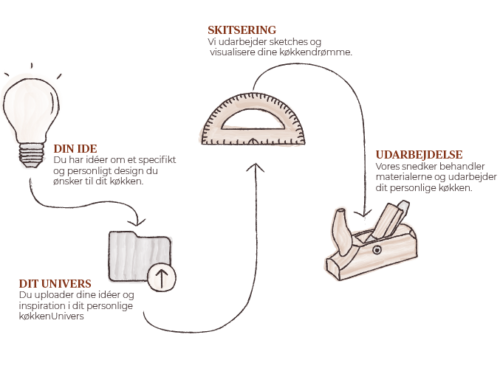 DIN IDE
Du har idéer om et specifikt
og personligt design du
ønsker til dit køkken.
DIT UNIVERS
Du uploader dine idéer og
inspiration i dit personlige
køkkenUnivers
SKITSERING
Vi udarbejder sketches og
visualisere dine køkkendrømme.
UDARBEJDELSE
Vores snedker behandler
materialerne og udarbejder
dit personlige køkken.